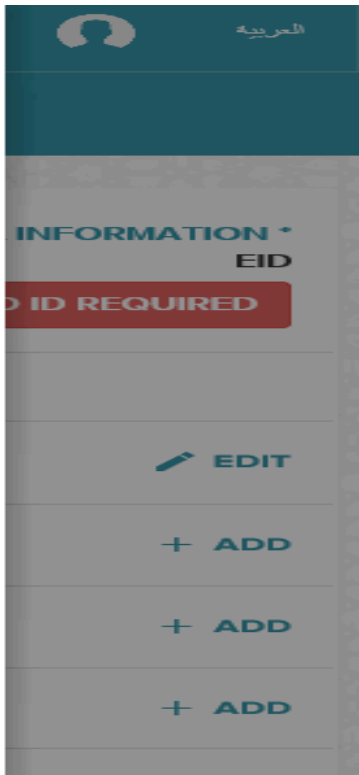 العربية
INFORMATION *
EID
ID REQUIRED
EDIT
+ ADD
+ ADD
+ ADD